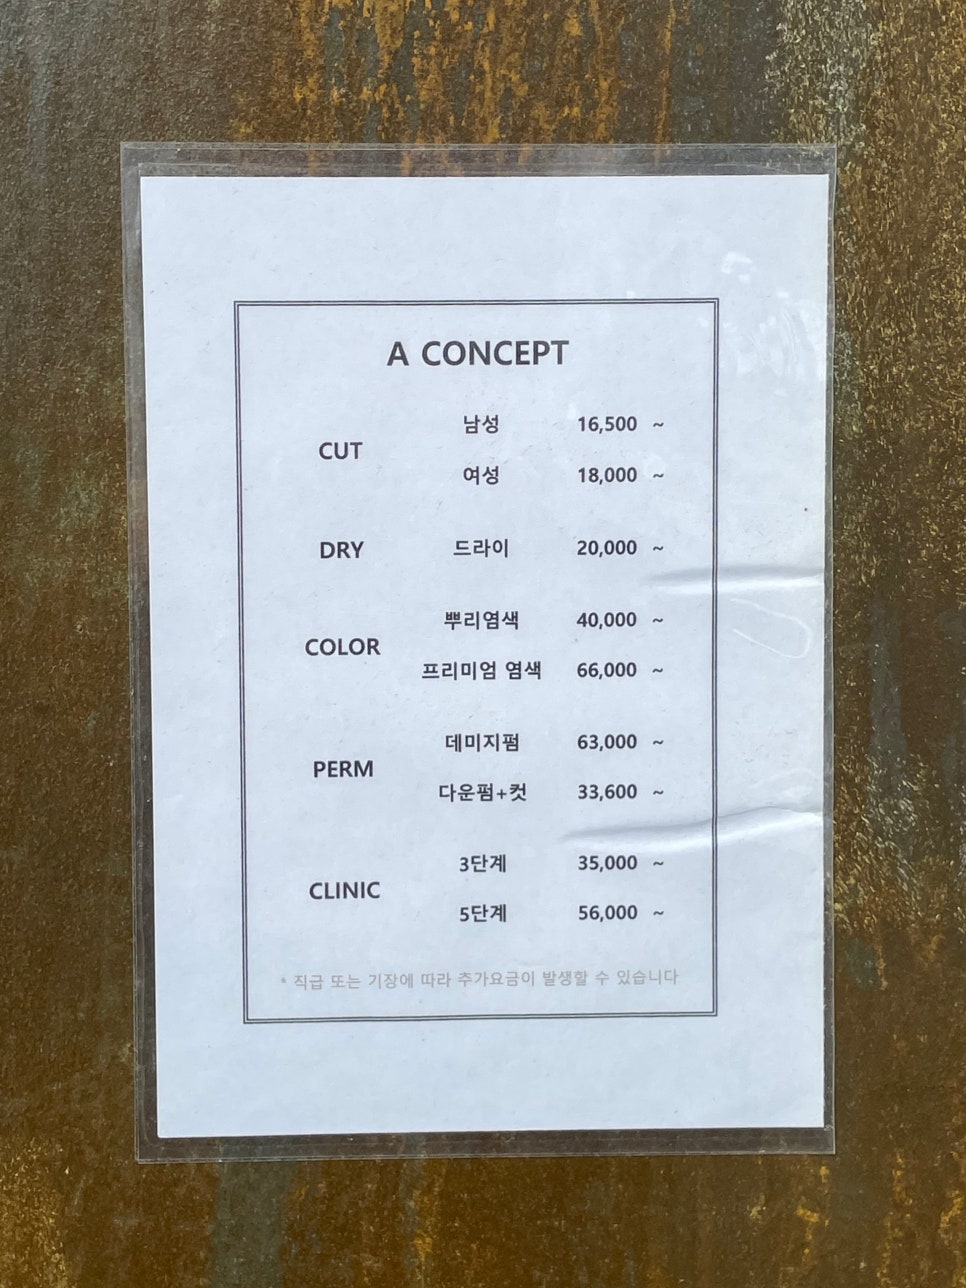 A CONCEPT
CUT
남성 16,500 ~
여성 18,000 ~
DRY 드라이 20,000 ~
COLOR
뿌리염색 40,000 ~
프리미엄 염색 66,000 ~
PERM
데미지펌 63,000 ~
다운펌+컷 33,600 ~
CLINIC
3단계 35,000 ~
5단계 56,000 ~
* 직급 또는 기장에 따라 추가요금이 발생할 수 있습니다